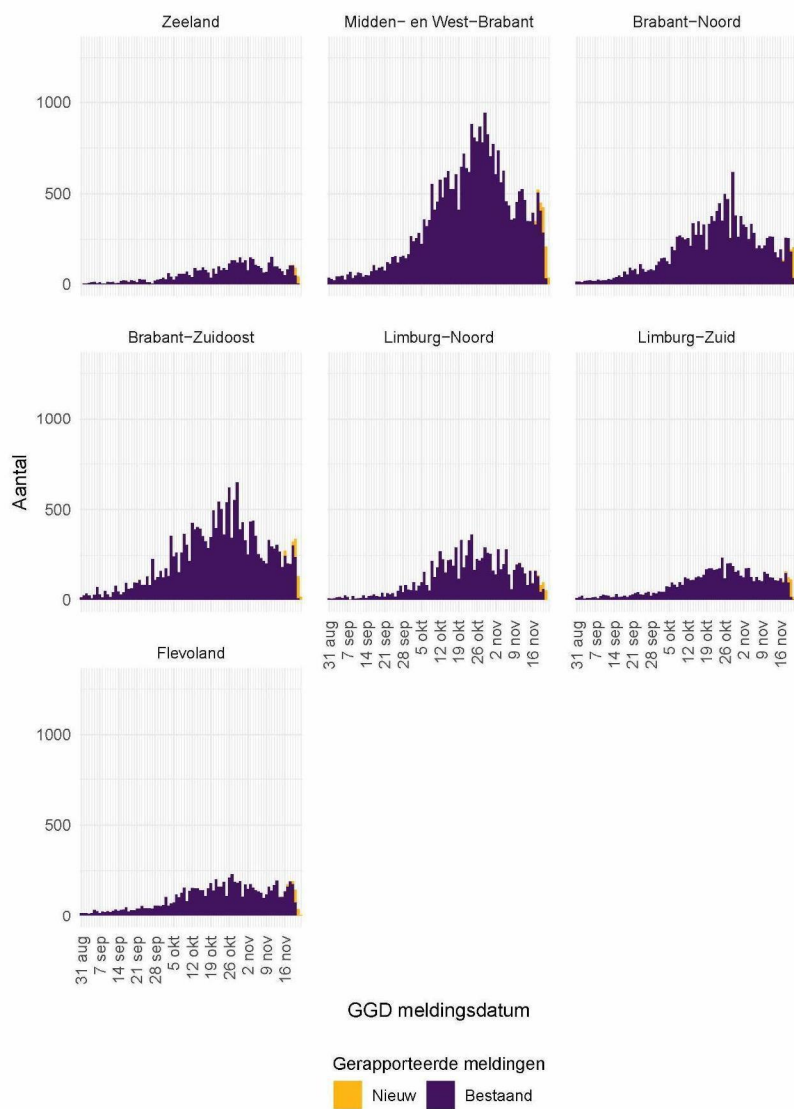 Zeeland
Midden- en West-Brabant
Brabant-Noord
1000
500
0
Brabant-Zuidoost
Limburg-Noord
Limburg-Zuid
1000
500
0
Aantal
31 aug
7 sep
14 sep
21 sep
28 sep
5 okt
12 okt
19 okt
26 okt
2 nov
9 nov
16 nov
31 aug
7 sep
14 sep
21 sep
28 sep
5 okt
12 okt
19 okt
26 okt
2 nov
9 nov
16 nov
Flevoland
1000
500
0
31 aug
7 sep
14 sep
21 sep
28 sep
5 okt
12 okt
19 okt
26 okt
2 nov
9 nov
16 nov
GGD meldingsdatum
Gerapporteerde meldingen
Nieuw
Bestaand